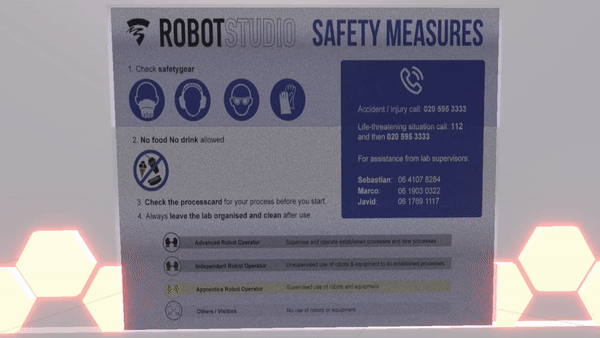 ROBOTSTUDIO SAFETY MEASURES
1. Check safetygear
2. No food No drink allowed
3. Check the processcard for your process before you start.
4. Always leave the lab organised and clean after use.
Accident / Injury call: 020 595 3333
Life-threatening situation call: 112
and then 020 595 3333
For assistance from lab supervisors:
Sebastian: 06 4107 8284
Marco: 06 1903 0322
Javid: 06 1769 1117
Advanced Robot Operator Supervise and operate established processes and new processes
Independent Robot Operator Unsupervised use of robots & equipment to do established processes
Apprentice Robot Operator Supervised use of robots and equipment
Others / Visitors No use of robots or equipment